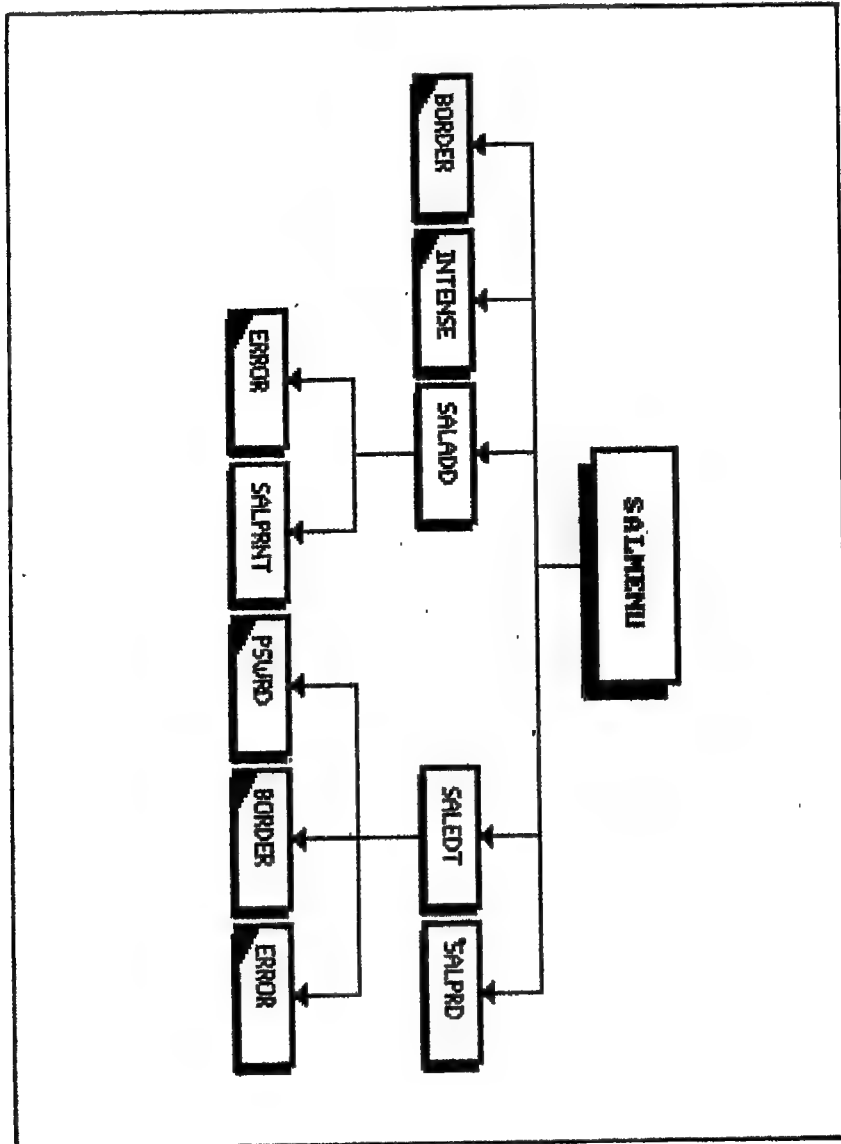 SALMENU
BORDER
INTENSE
SALADD
SALEDT
SALPRD
ERROR
SALPRNT
PSWRD
BORDER
ERROR